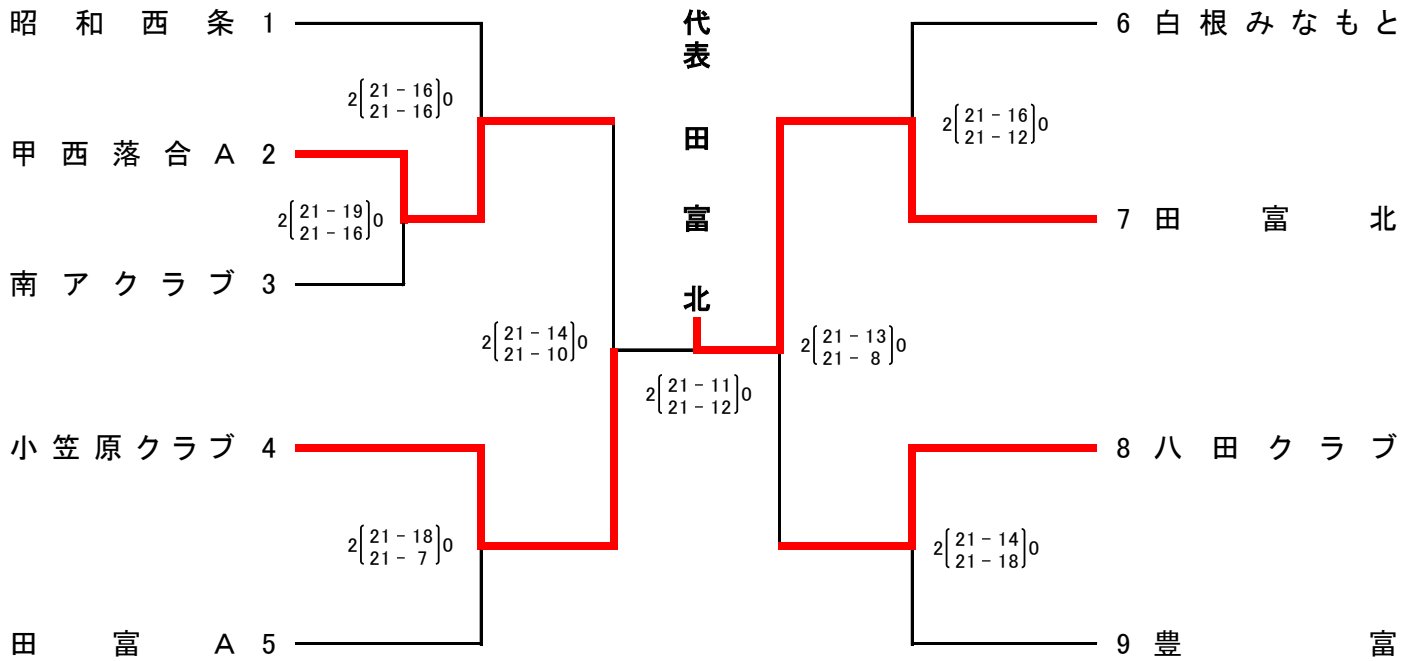 昭和西条 1
2[21 - 16 0
21 - 16]
甲西落合A 2
2[21 - 19 0
21 - 16]
南アクラブ 3
2[21 - 14 0
21 - 10]
小笠原クラブ 4
2[21 - 18 0
21 - 7]
田富A 5
代表 田富北
2[21 - 11 0
21 - 12]
6 白根みなもと
2[21 - 16 0
21 - 12]
7 田富北
2[21 - 13 0
21 - 8]
8 八田クラブ
2[21 - 14 0
21 - 18]
9 豊富